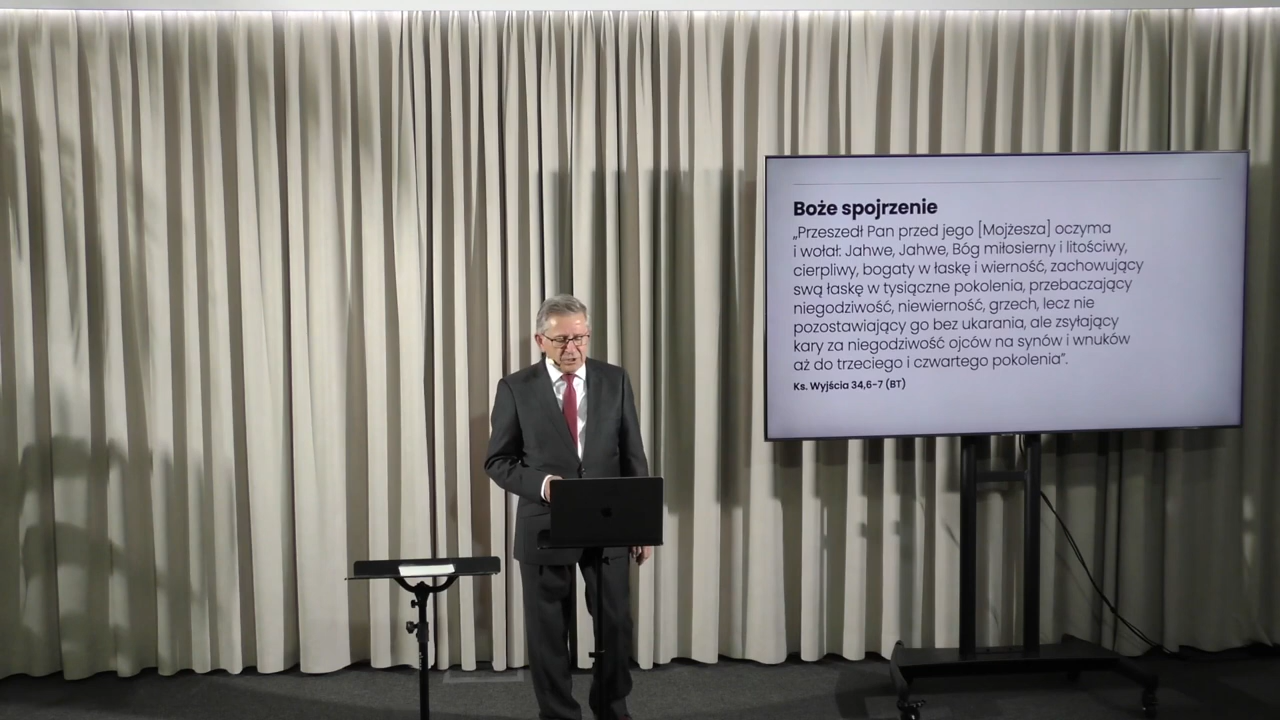 Boże spojrzenie
„Przeszedł Pan przed jego [Mojżesza] oczyma
i wołał: Jahwe, Jahwe, Bóg miłosierny i litościwy,
cierpliwy, bogaty w łaskę i wierność, zachowujący
swą łaskę w tysiączne pokolenia, przebaczający
niegodziwość, niewierność, grzech, lecz nie
pozostawiający go bez ukarania, ale zsyłający
kary za niegodziwość ojców na synów i wnuków
aż do trzeciego i czwartego pokolenia”.
Ks. Wyjścia 34,6-7 (BT)